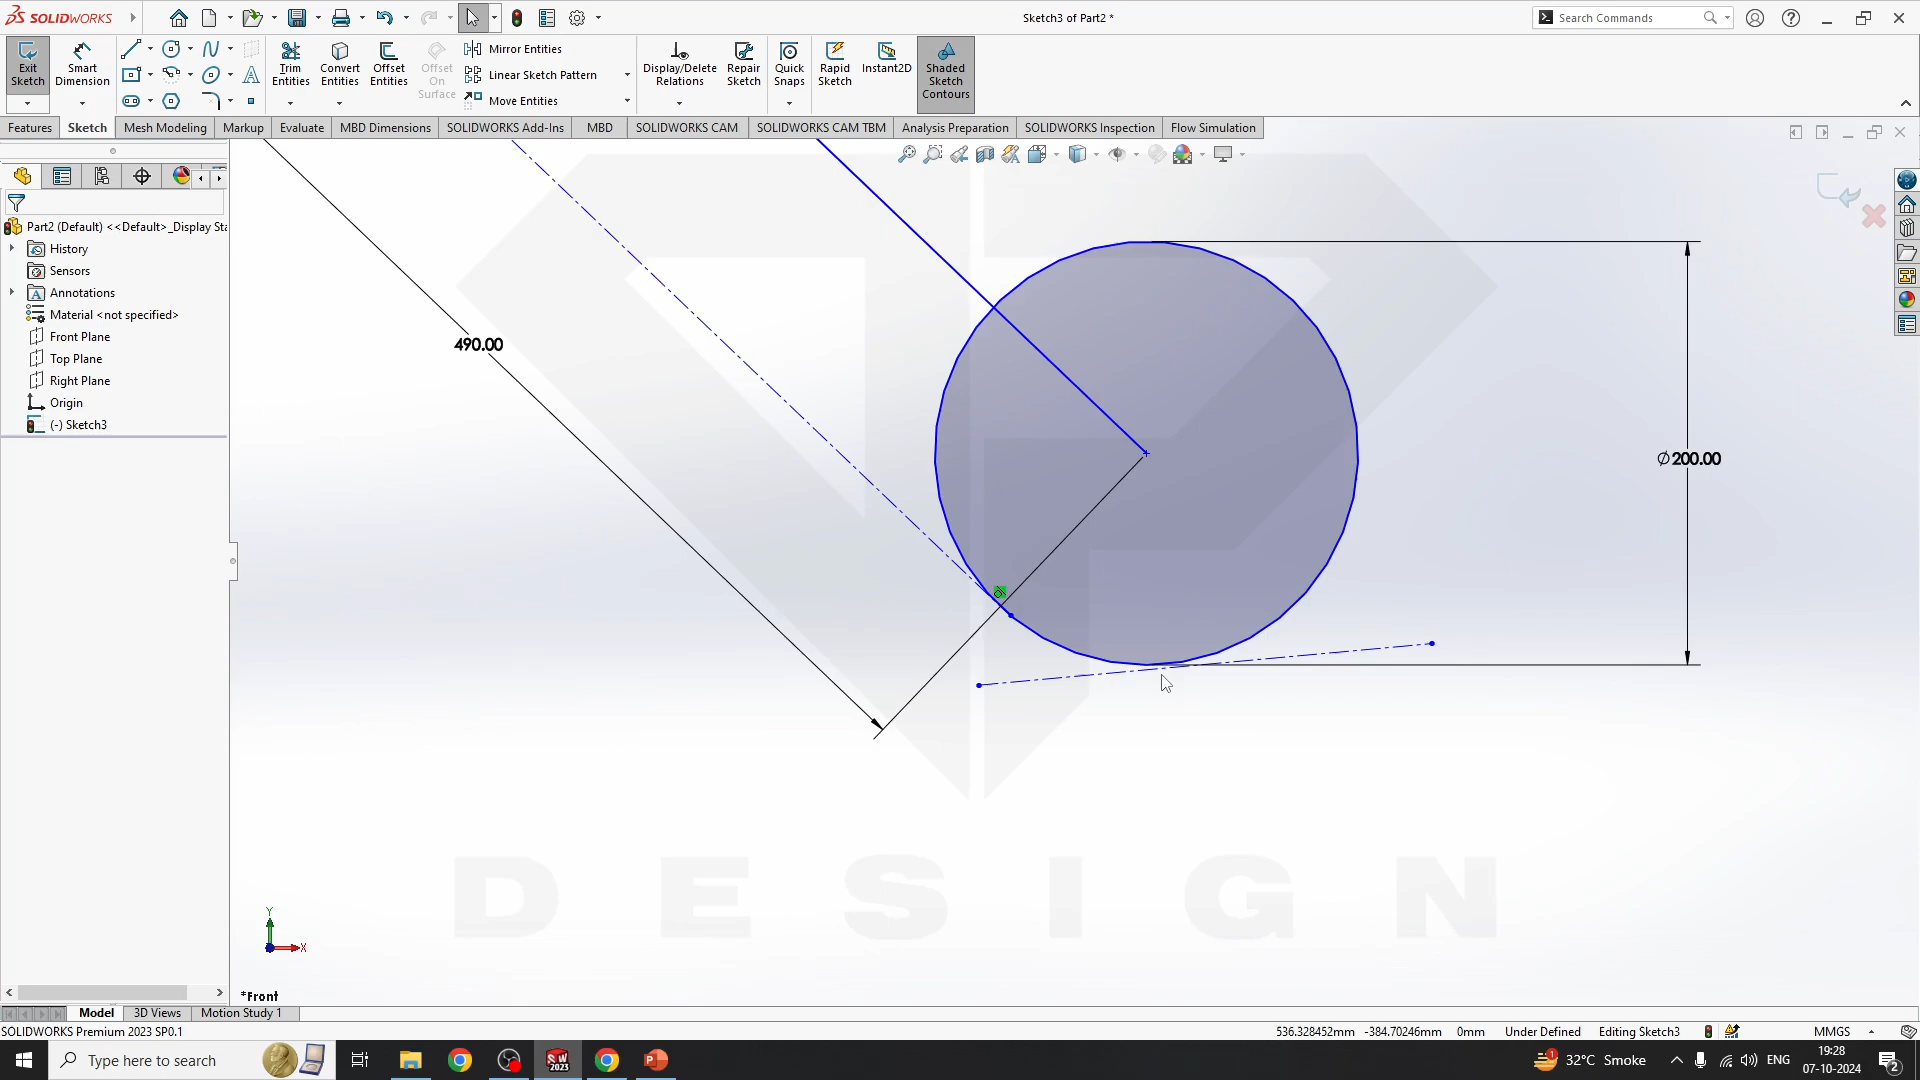 SOLIDWORKS
Sketch3 of Part2 *
Search Commands
Exit Sketch
Smart Dimension
Trim Entities
Convert Entities
Offset Entities
Offset On Surface
Mirror Entities
Linear Sketch Pattern
Move Entities
Display/Delete Relations
Repair Sketch
Quick Snaps
Rapid Sketch
Instant2D
Shaded Sketch Contours
Features
Sketch
Mesh Modeling
Markup
Evaluate
MBD Dimensions
SOLIDWORKS Add-Ins
MBD
SOLIDWORKS CAM
SOLIDWORKS CAM TBM
Analysis Preparation
SOLIDWORKS Inspection
Flow Simulation
Part2 (Default) <<Default>_Display Sta
History
Sensors
Annotations
Material <not specified>
Front Plane
Top Plane
Right Plane
Origin
(-) Sketch3
490.00
∅200.00
DESIGN
Y
X
*Front
Model
3D Views
Motion Study 1
SOLIDWORKS Premium 2023 SP0.1
536.328452mm
-384.70246mm
0mm
Under Defined
Editing Sketch3
MMGS
Type here to search
32°C Smoke
ENG
19:28
07-10-2024
2